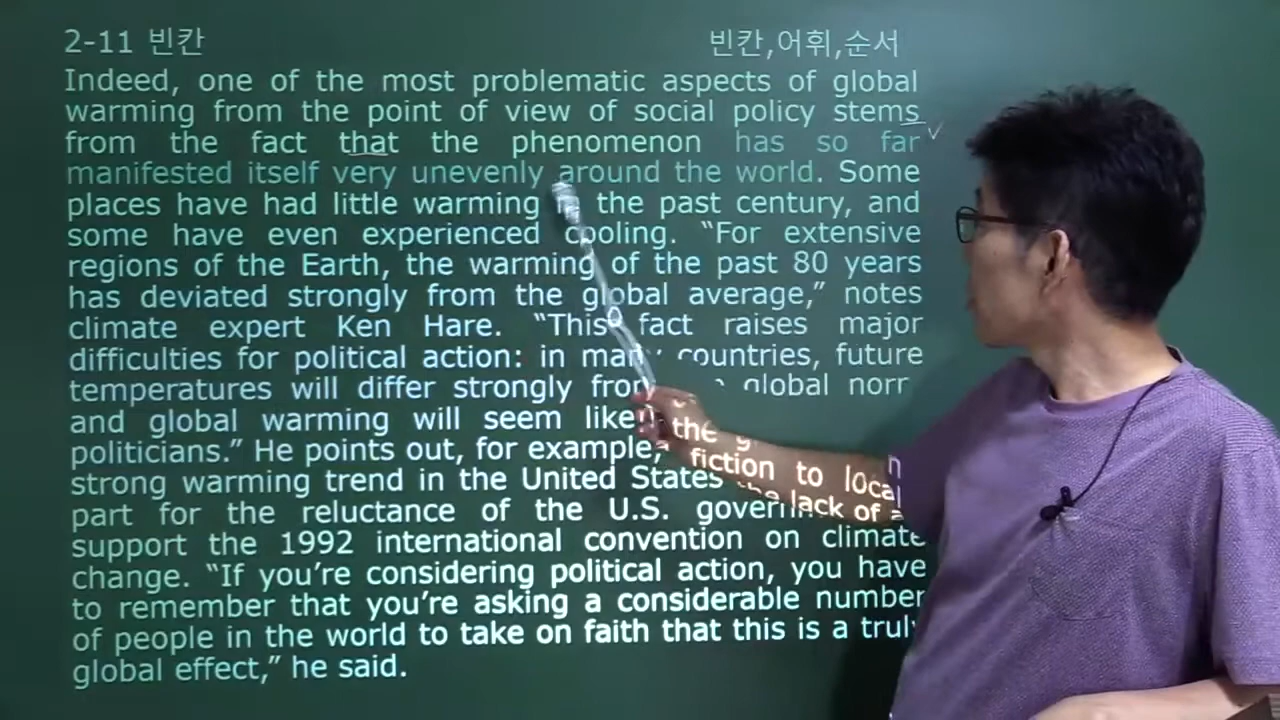 2-11 빈칸
빈칸,어휘,순서
Indeed, one of the most problematic aspects of global
warming from the point of view of social policy stems
from the fact that the phenomenon has so far
manifested itself very unevenly around the world. Some
places have had little warming in the past century, and
some have even experienced cooling. “For extensive
regions of the Earth, the warming of the past 80 years
has deviated strongly from the global average,” notes
climate expert Ken Hare. “This fact raises major
difficulties for political action: in many countries, future
temperatures will differ strongly from the global
and global warming will seem like fiction to local
politicians.” He points out, for example, the lack of a
strong warming trend in the United States
part for the reluctance of the U.S.
support the 1992 international convention on climate
change. “If you’re considering political action, you have
to remember that you’re asking a considerable number
of people in the world to take on faith that this is a truly
global effect,” he said.